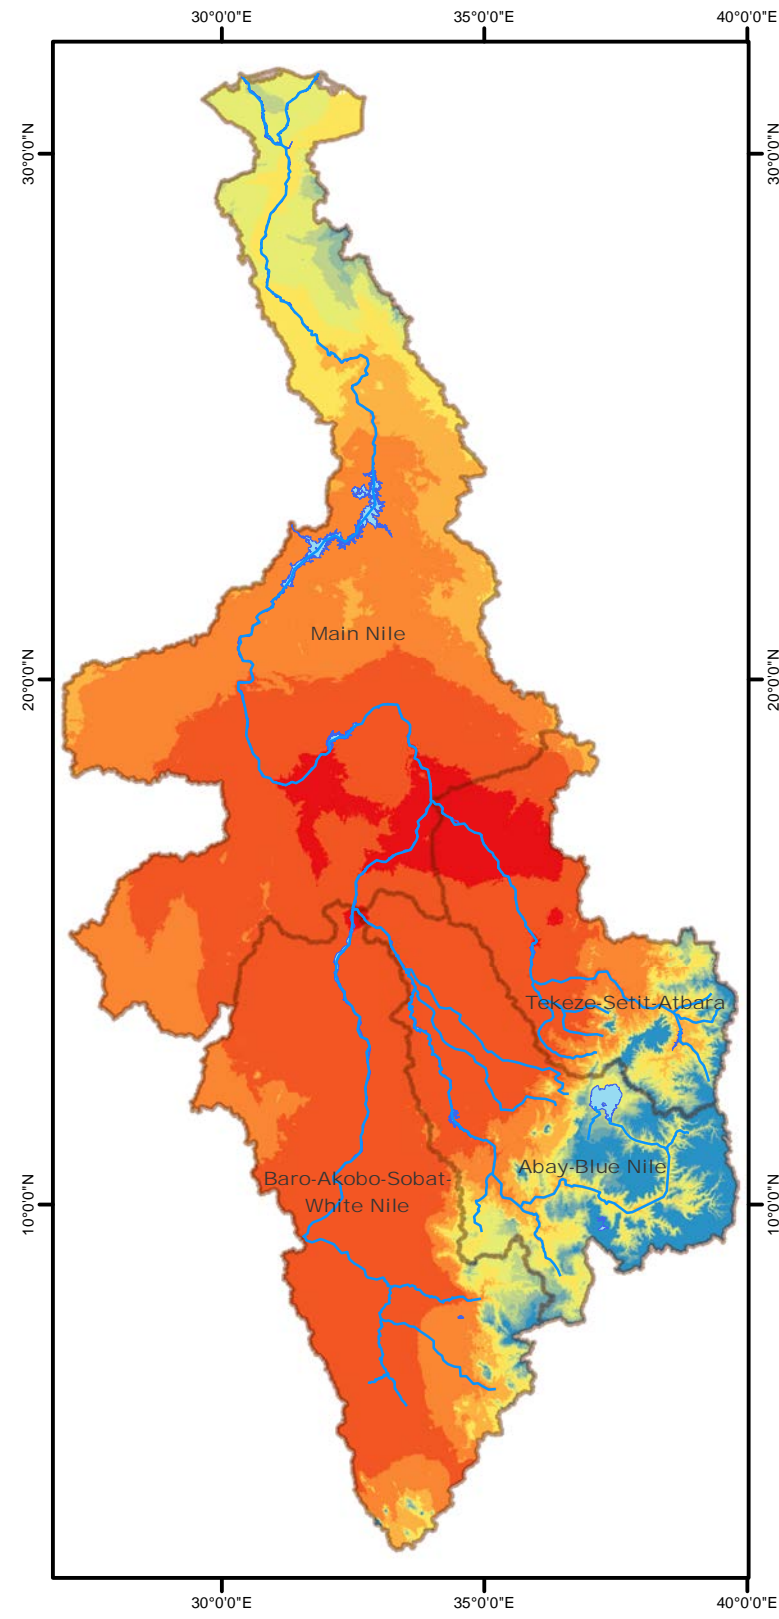 30°0'0"E 35°0'0"E 40°0'0"E
30°0'0"N 30°0'0"N
Main Nile
20°0'0"N 20°0'0"N
Tekeze-Setit-Atbara
Abay-Blue Nile
Baro-Akobo-Sobat-
White Nile
10°0'0"N 10°0'0"N
30°0'0"E 35°0'0"E 40°0'0"E